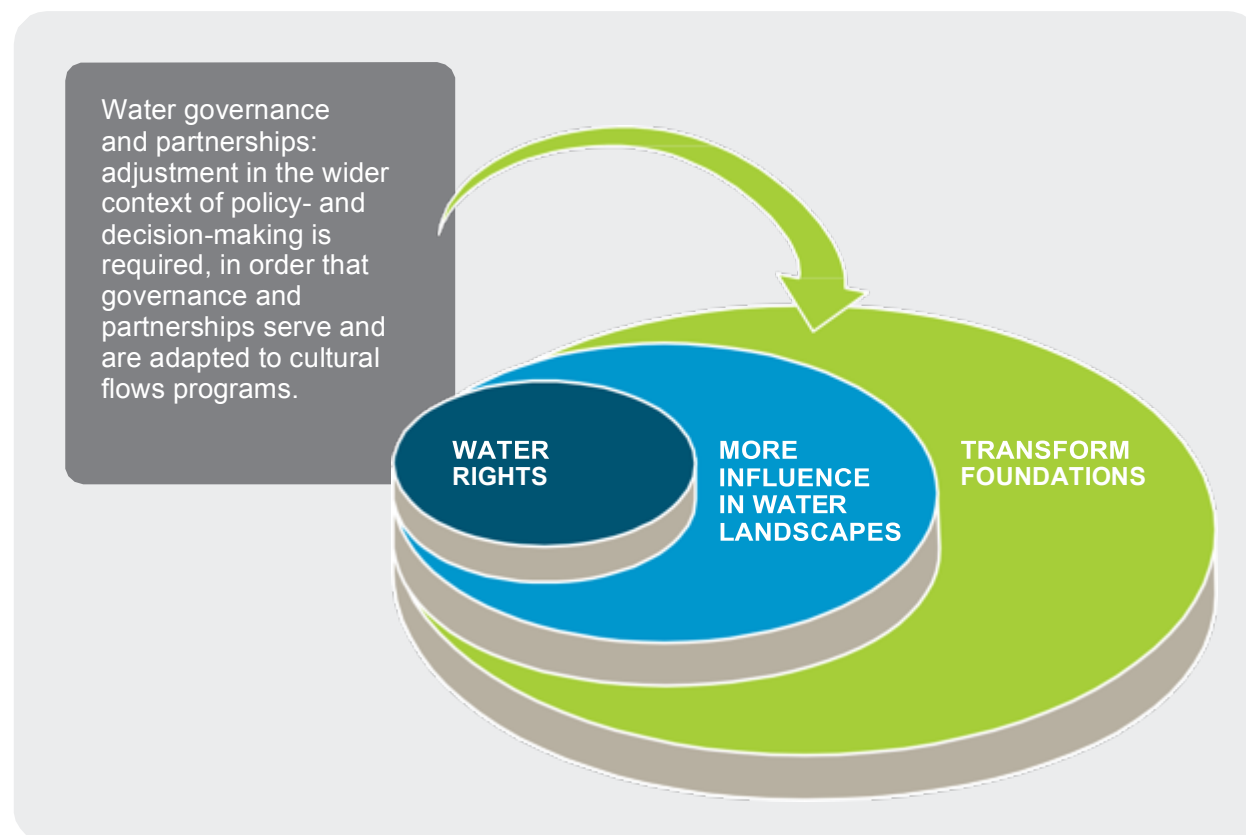 Water governance
and partnerships:
adjustment in the wider
context of policy- and
decision-making is
required, in order that
governance and
partnerships serve and
are adapted to cultural
flows programs.
WATER
RIGHTS
MORE
INFLUENCE
IN WATER
LANDSCAPES
TRANSFORM
FOUNDATIONS